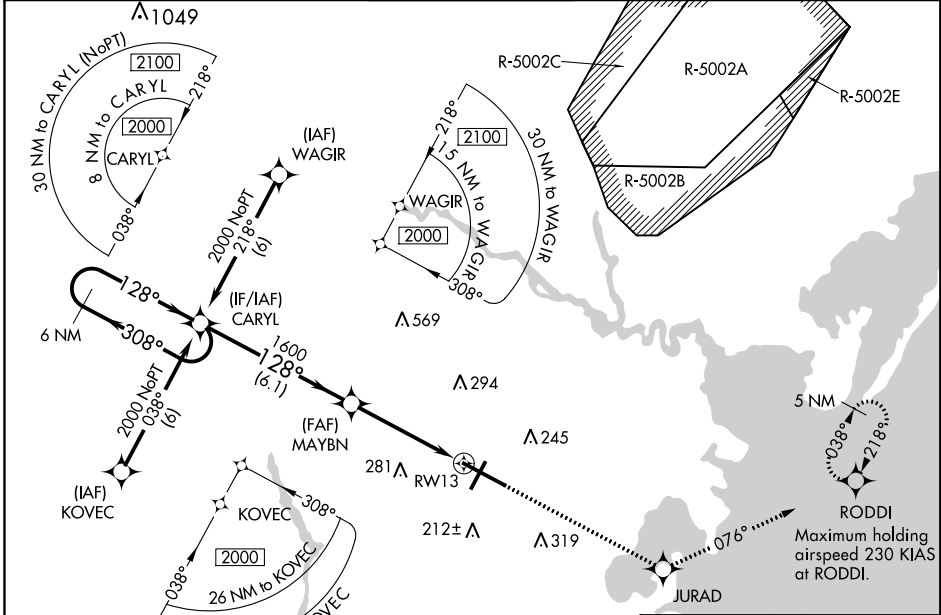 1049
30 NM to CARYL (NoPT)
2100
8 NM to CARYL
2000
218°
CARYL
038°
(IAF)
WAGIR
2000 NoPT
218°
(6)
218°
2100
30 NM to WAGIR
15 NM to WAGIR
WAGIR
2000
308°
R-5002C
R-5002A
R-5002E
R-5002B
128°
6 NM
308°
(IF/IAF)
CARYL
1600
128°
(6.1)
2000 NoPT
038°
(6)
(IAF)
KOVEC
(FAF)
MAYBN
569
294
245
281
RW13
212±
319
308°
KOVEC
038°
2000
26 NM to KOVEC
OVEC
076°
JURAD
5 NM
038°
218°
RODDI
Maximum holding
airspeed 230 KIAS
at RODDI.